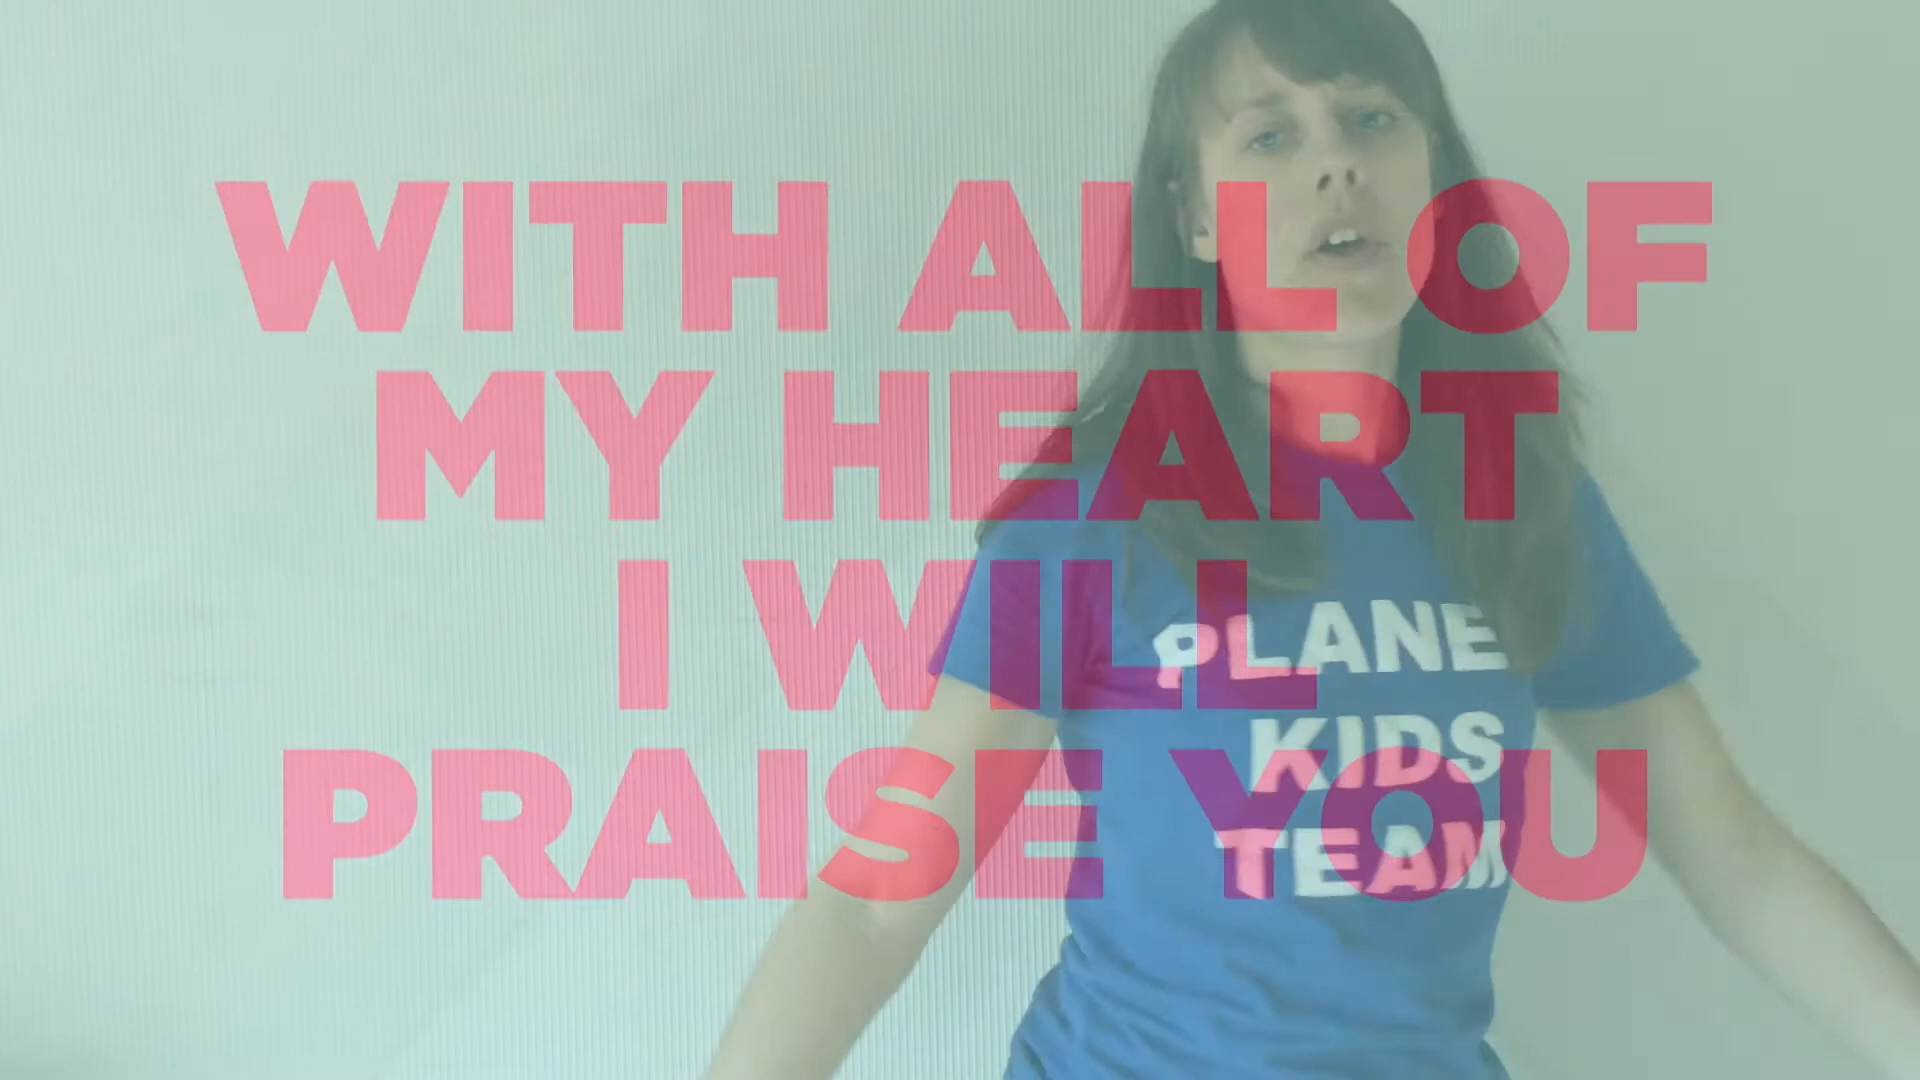 WITH ALL OF
MY HEART
I WILL
PRAISE YOU
PLANE
KIDS
TEAM